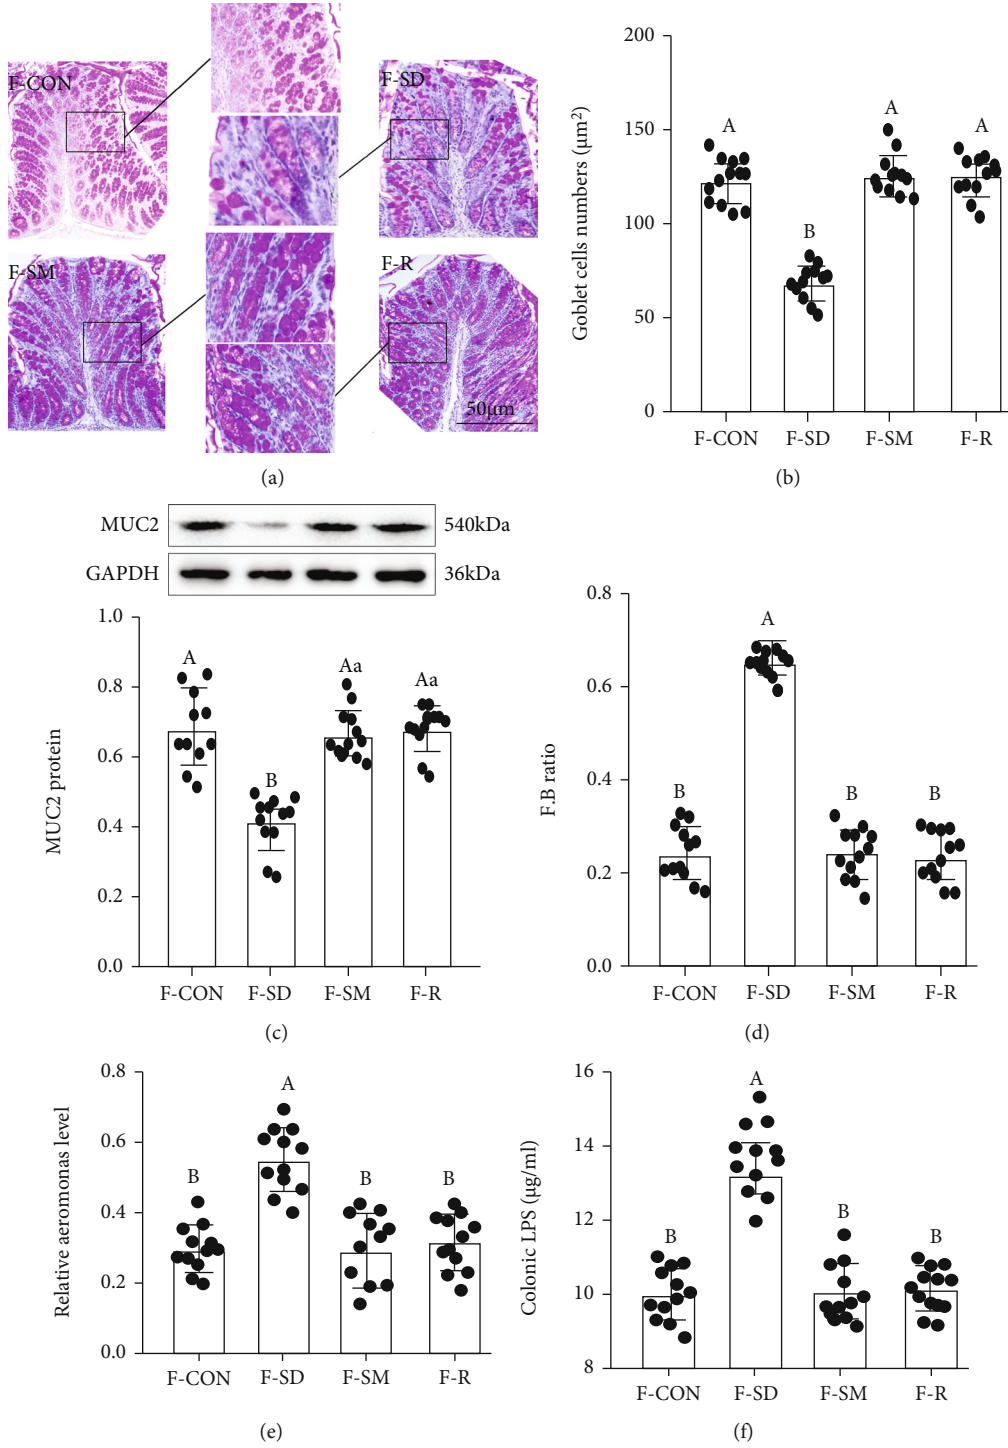 F-CON
F-SD
F-SM
F-R
50μm
(a)
Goblet cells numbers (μm²)
200
150
100
50
0
A
B
A
A
F-CON F-SD F-SM F-R
(b)
MUC2 540kDa
GAPDH 36kDa
MUC2 protein
1.0
0.8
0.6
0.4
0.2
0.0
A
B
Aa
Aa
F-CON F-SD F-SM F-R
(c)
F.B ratio
0.8
0.6
0.4
0.2
0.0
B
A
B
B
F-CON F-SD F-SM F-R
(d)
Relative aeromonas level
0.8
0.6
0.4
0.2
0.0
B
A
B
B
F-CON F-SD F-SM F-R
(e)
Colonic LPS (μg/ml)
16
14
12
10
8
B
A
B
B
F-CON F-SD F-SM F-R
(f)